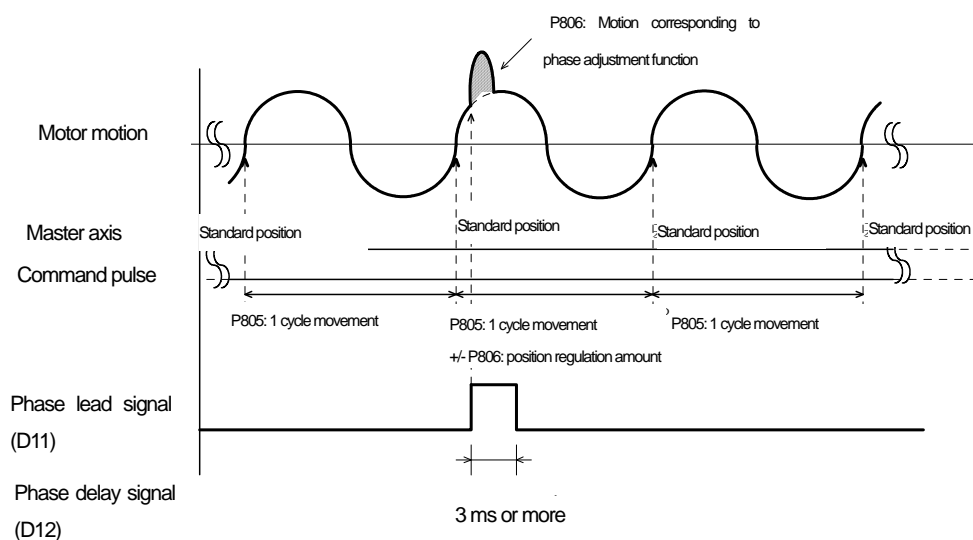 P806: Motion corresponding to
phase adjustment function
Motor motion
Master axis
Standard position
Standard position
Standard position
Standard position
Command pulse
P805: 1 cycle movement
P805: 1 cycle movement
P805: 1 cycle movement
+/- P806: position regulation amount
Phase lead signal
(D11)
Phase delay signal
(D12)
3 ms or more